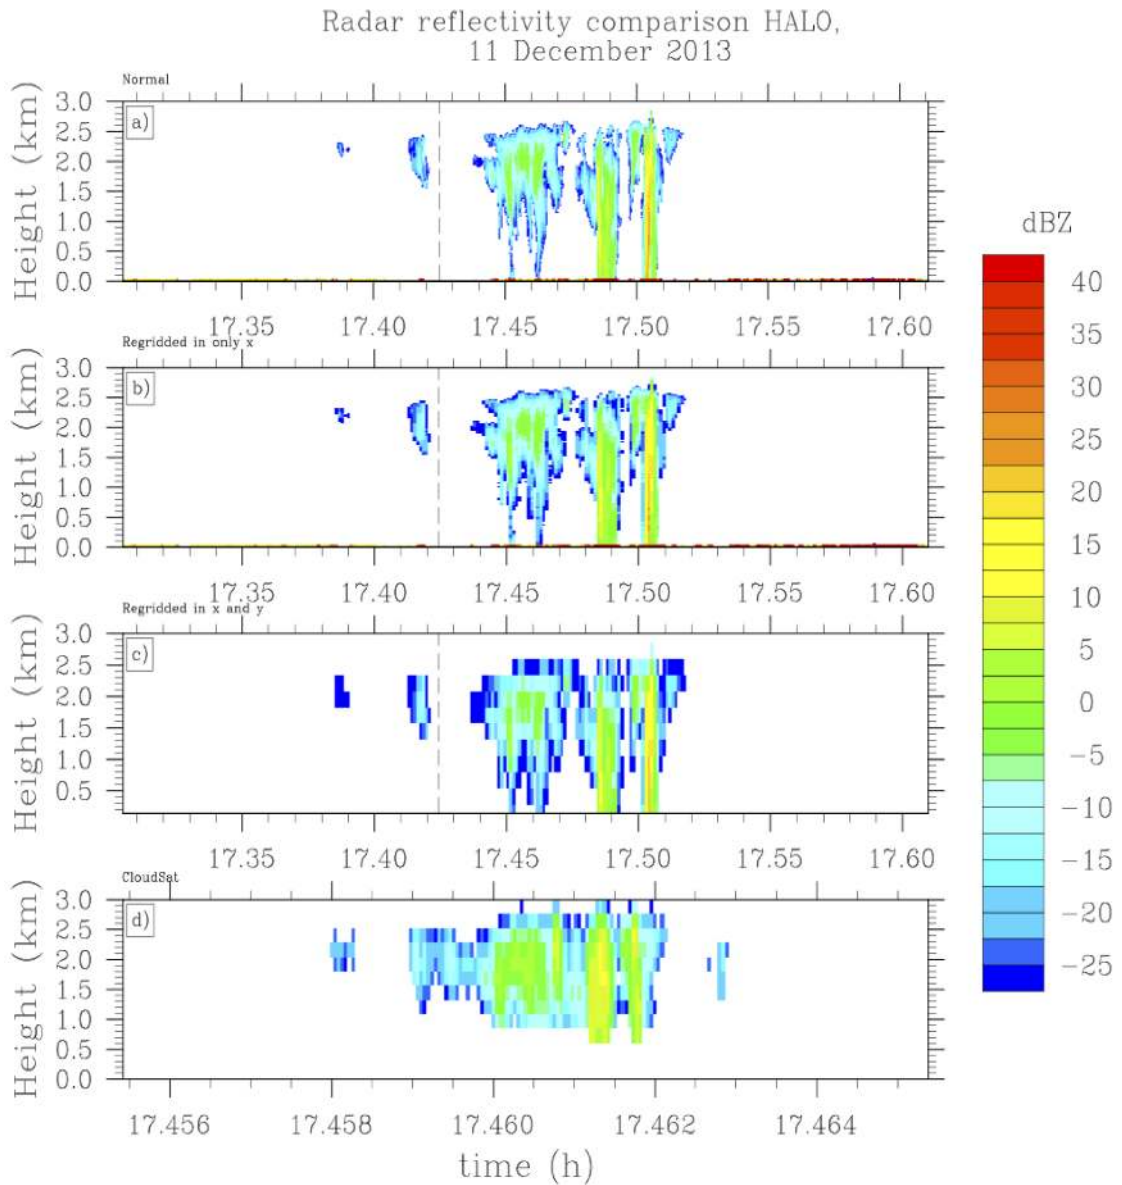 Radar reflectivity comparison HALO,
11 December 2013
Normal
a)
Height (km)
3.0
2.5
2.0
1.5
1.0
0.5
0.0
17.35 17.40 17.45 17.50 17.55 17.60
Regridded in only x
b)
Height (km)
3.0
2.5
2.0
1.5
1.0
0.5
0.0
17.35 17.40 17.45 17.50 17.55 17.60
Regridded in x and y
c)
Height (km)
3.0
2.5
2.0
1.5
1.0
0.5
17.35 17.40 17.45 17.50 17.55 17.60
CloudSat
d)
Height (km)
3.0
2.5
2.0
1.5
1.0
0.5
0.0
17.456 17.458 17.460 17.462 17.464
time (h)
dBZ
40
35
30
25
20
15
10
5
0
−5
−10
−15
−20
−25